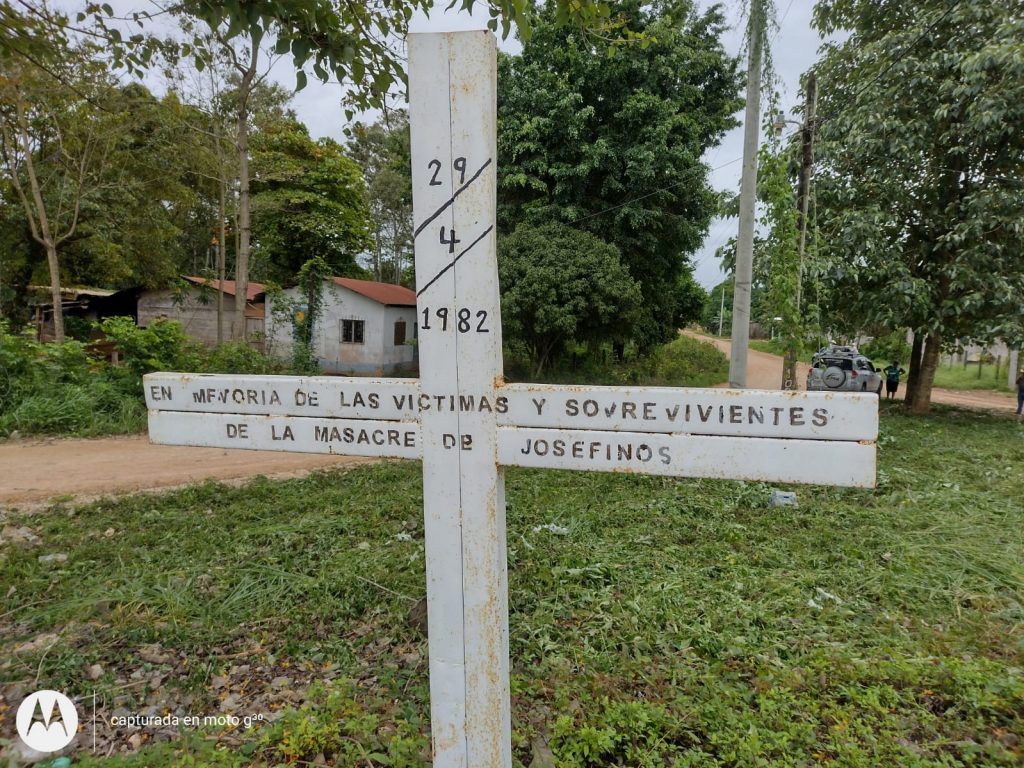 29
4
1982
EN MEMORIA DE LAS VICTIMAS Y SOVREVIVIENTES
DE LA MASACRE DE JOSEFINOS
capturada en moto g³⁰